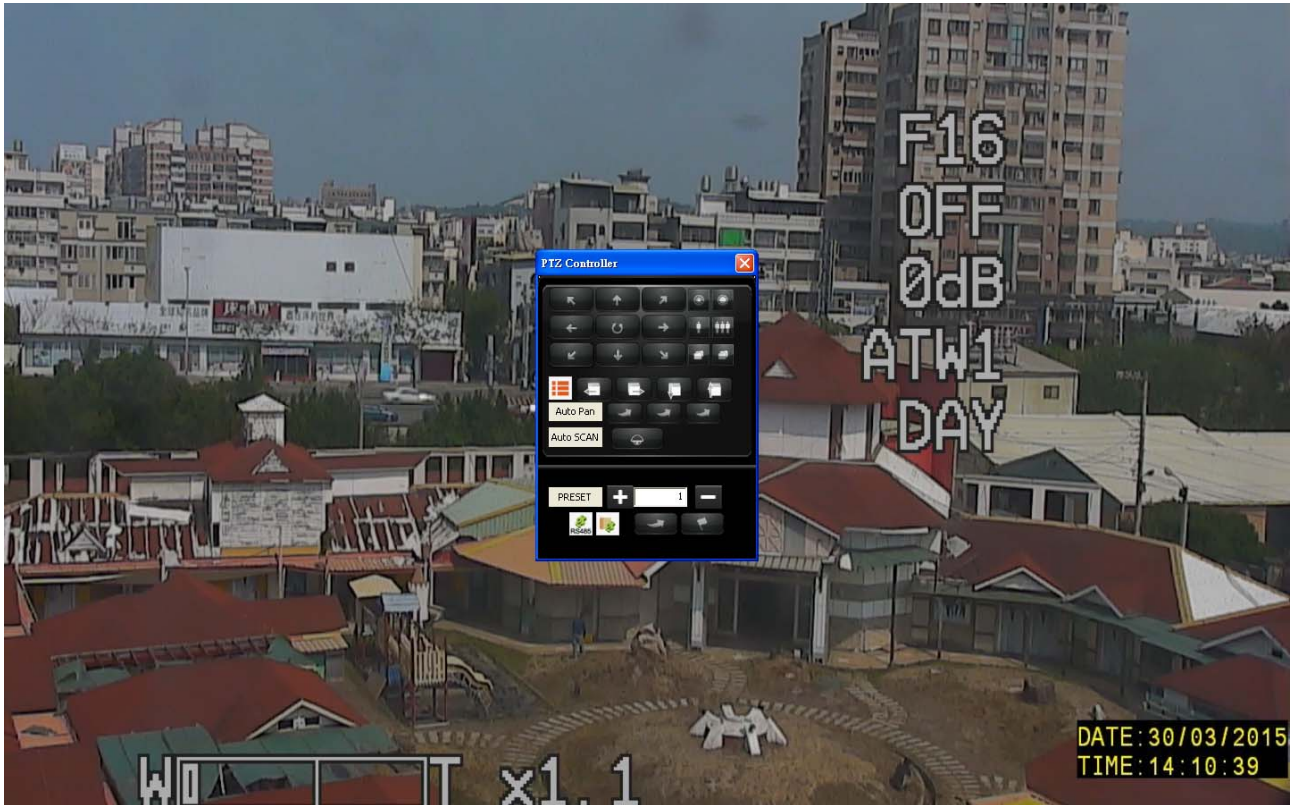 F16
OFF
0dB
ATW1
DAY
PTZ Controller
Auto Pan
Auto SCAN
PRESET
1
RS485
W
T x1.1
DATE:30/03/2015
TIME:14:10:39